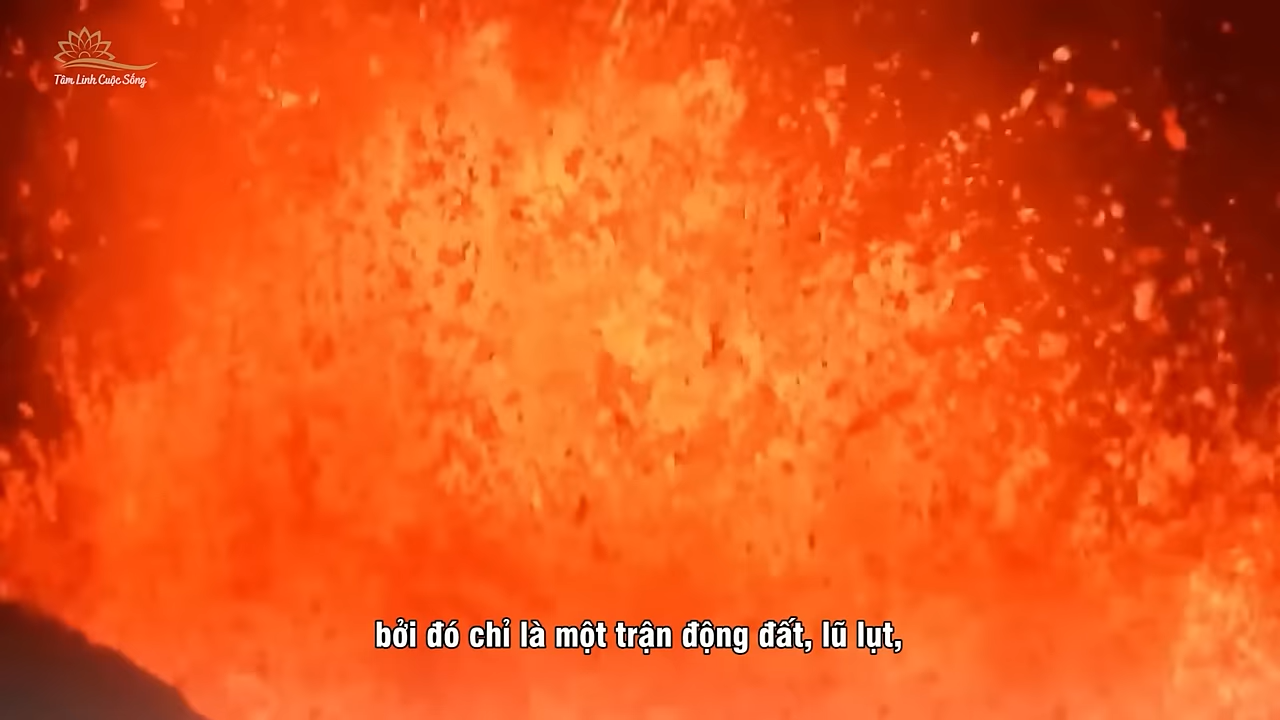 Tâm Linh Cuộc Sống
bởi đó chỉ là một trận động đất, lũ lụt,